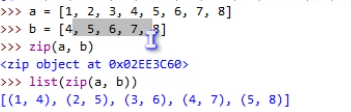 >>> a = [1, 2, 3, 4, 5, 6, 7, 8]
>>> b = [4, 5, 6, 7, 8]
>>> zip(a, b)
<zip object at 0x02EE3C60>
>>> list(zip(a, b))
[(1, 4), (2, 5), (3, 6), (4, 7), (5, 8)]